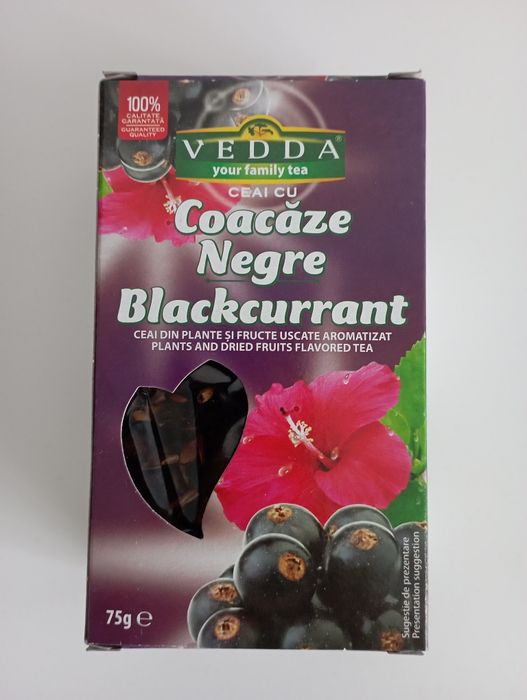 100%
CALITATE
GARANTATĂ
GUARANTEED
QUALITY
VEDDA®
your family tea
CEAI CU
Coacăze
Negre
Blackcurrant
CEAI DIN PLANTE ȘI FRUCTE USCATE AROMATIZAT
PLANTS AND DRIED FRUITS FLAVORED TEA
75g ℮
Sugestie de prezentare
Presentation suggestion